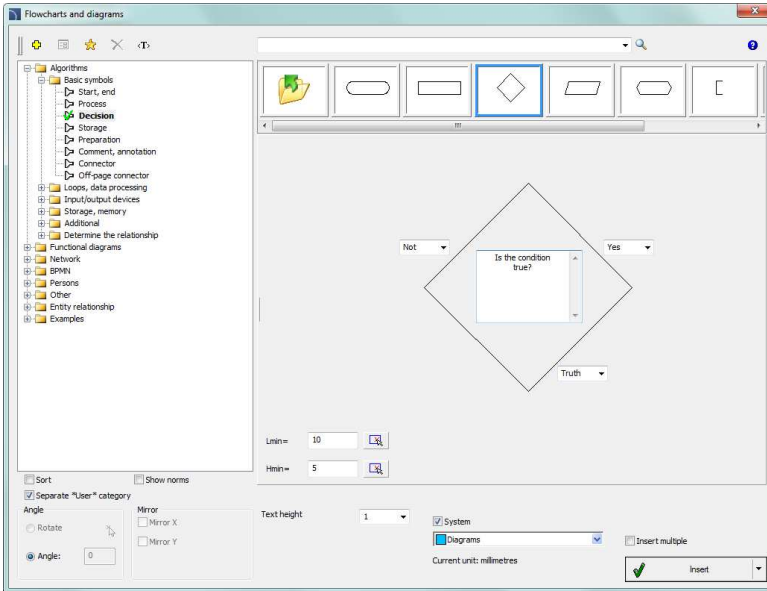 Flowcharts and diagrams
<T>
Algorithms
Basic symbols
Start, end
Process
Decision
Storage
Preparation
Comment, annotation
Connector
Off-page connector
Loops, data processing
Input/output devices
Storage, memory
Additional
Determine the relationship
Functional diagrams
Network
BPMN
Persons
Other
Entity relationship
Examples
Not
Yes
Is the condition
true?
Truth
Lmin= 10
Hmin= 5
Sort
Show norms
Separate *User* category
Angle
Rotate
Angle: 0
Mirror
Mirror X
Mirror Y
Text height 1
System
Diagrams
Current unit: millimetres
Insert multiple
Insert